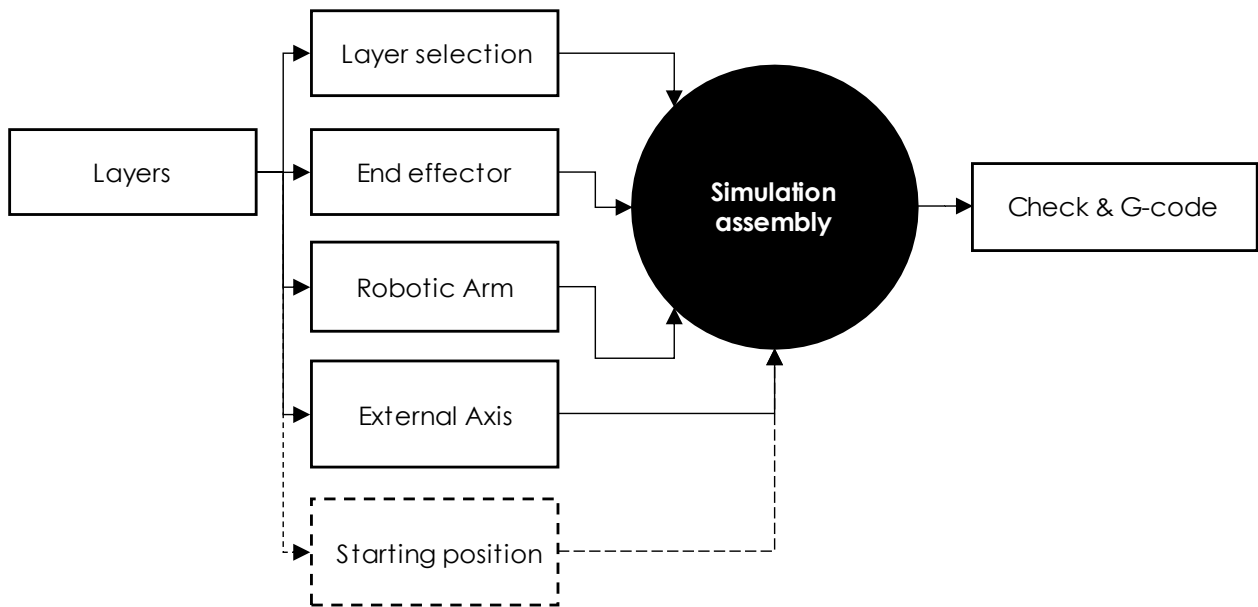 Layer selection
Layers
End effector
Simulation
assembly
Check & G-code
Robotic Arm
External Axis
Starting position